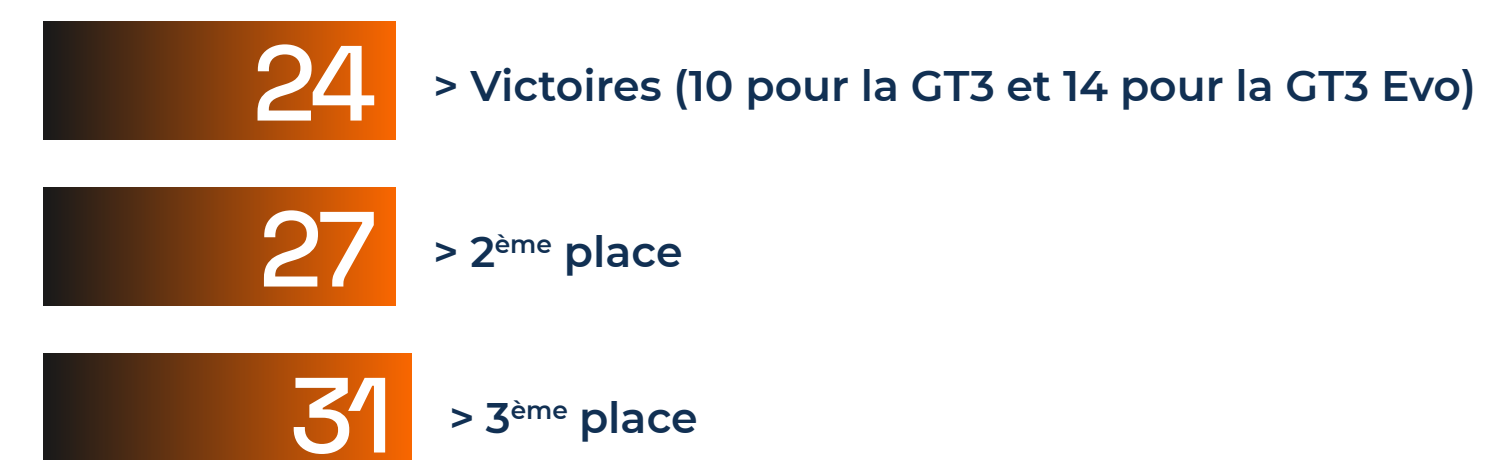 24 > Victoires (10 pour la GT3 et 14 pour la GT3 Evo)
27 > 2ème place
31 > 3ème place